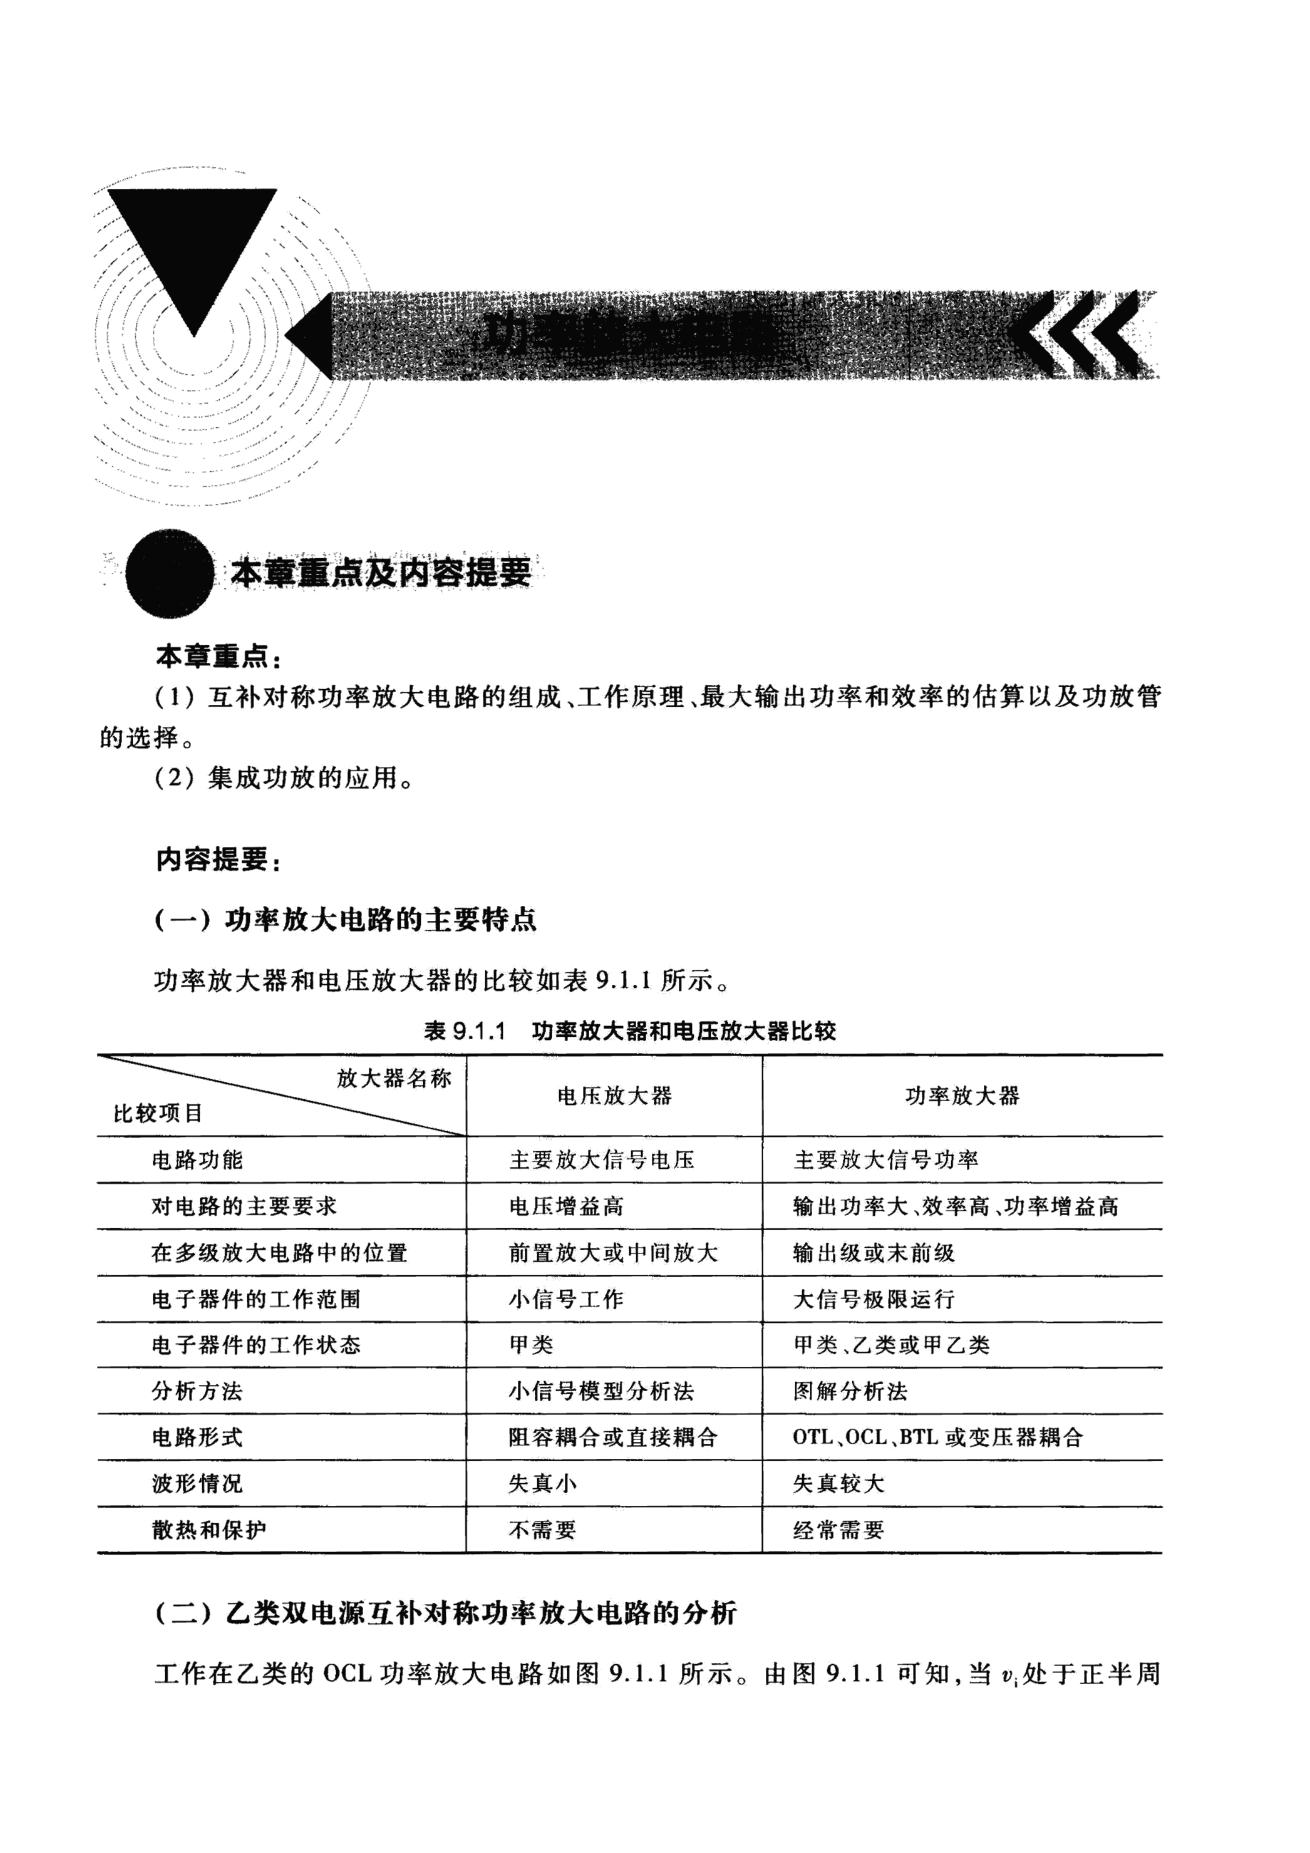 功率放大电路
本章重点及内容提要
本章重点：
（1）互补对称功率放大电路的组成、工作原理、最大输出功率和效率的估算以及功放管
的选择。
（2）集成功放的应用。
内容提要：
（一）功率放大电路的主要特点
功率放大器和电压放大器的比较如表 9.1.1 所示。
表 9.1.1 功率放大器和电压放大器比较
放大器名称
比较项目
电压放大器 功率放大器
电路功能 主要放大信号电压 主要放大信号功率
对电路的主要要求 电压增益高 输出功率大、效率高、功率增益高
在多级放大电路中的位置 前置放大或中间放大 输出级或末前级
电子器件的工作范围 小信号工作 大信号极限运行
电子器件的工作状态 甲类 甲类、乙类或甲乙类
分析方法 小信号模型分析法 图解分析法
电路形式 阻容耦合或直接耦合 OTL、OCL、BTL 或变压器耦合
波形情况 失真小 失真较大
散热和保护 不需要 经常需要
（二）乙类双电源互补对称功率放大电路的分析
工作在乙类的 OCL 功率放大电路如图 9.1.1 所示。由图 9.1.1 可知，当 vi处于正半周